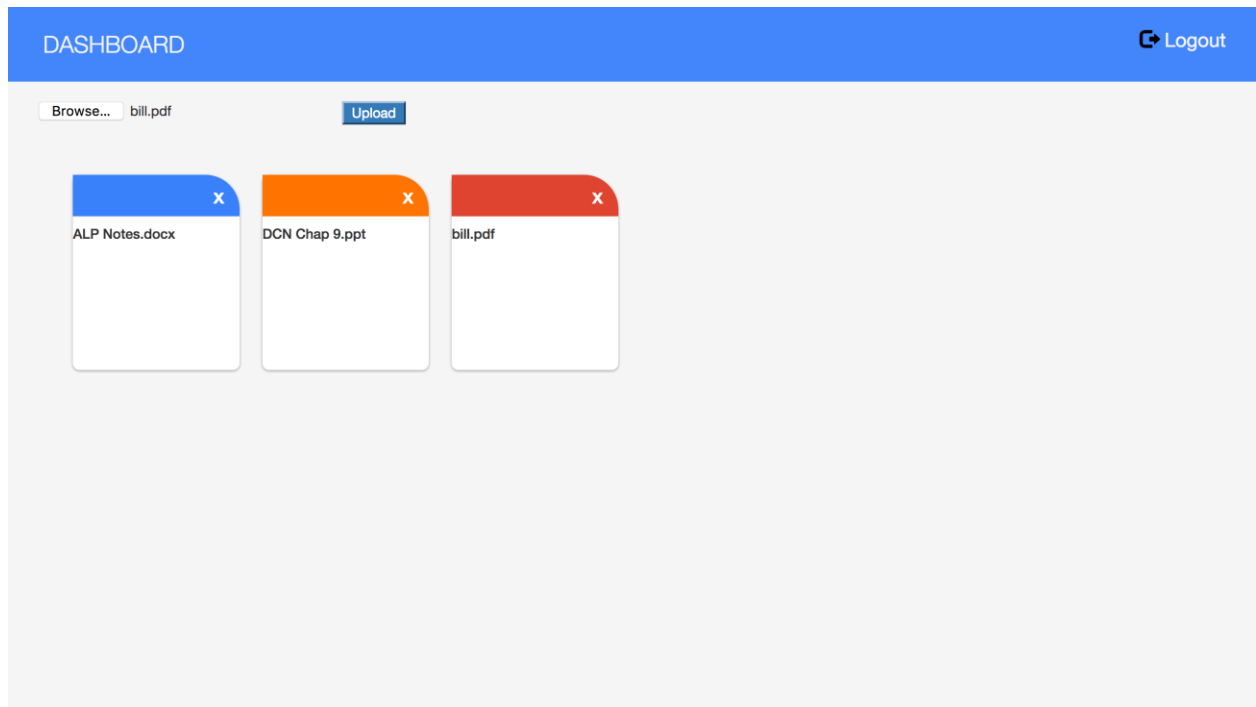 DASHBOARD
Logout
Browse... bill.pdf
Upload
x
x
x
ALP Notes.docx
DCN Chap 9.ppt
bill.pdf